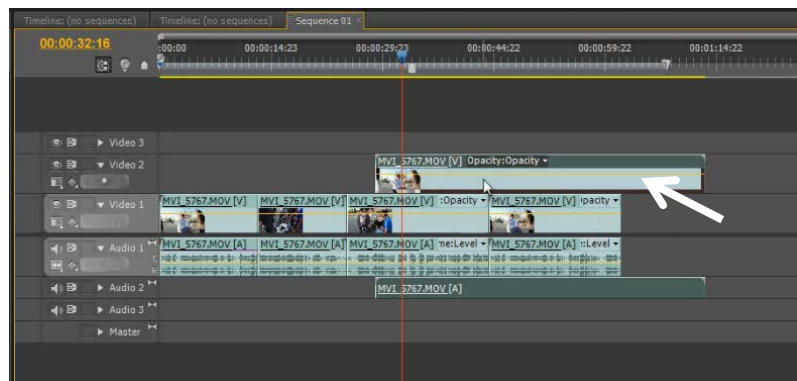 Timeline: (no sequences) Timeline: (no sequences) Sequence 01 ×
00:00:32:16
:00:00 00:00:14:23 00:00:29:23 00:00:44:22 00:00:59:22 00:01:14:22
Video 3
Video 2 MVI_5767.MOV [V] Opacity:Opacity
Video 1 MVI_5767.MOV [V] MVI_5767.MOV [V] MVI_5767.MOV [V] :Opacity MVI_5767.MOV [V] ipacity
Audio 1 MVI_5767.MOV [A] MVI_5767.MOV [A] MVI_5767.MOV [A] me:Level MVI_5767.MOV [A] ::Level
L
R
Audio 2 MVI_5767.MOV [A]
Audio 3
Master